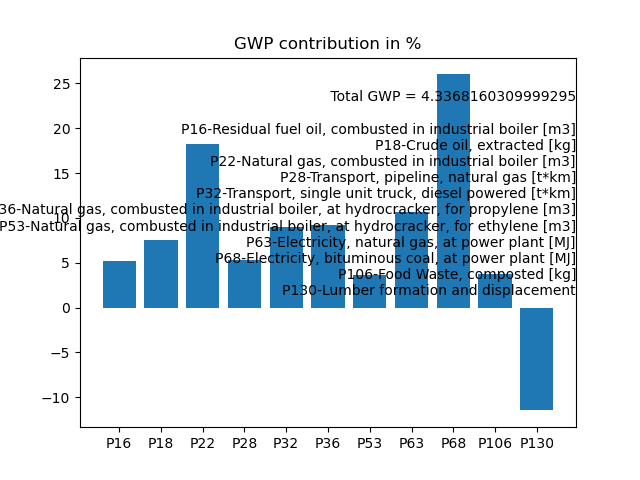 GWP contribution in %
25
Total GWP = 4.3368160309999295
20
P16-Residual fuel oil, combusted in industrial boiler [m3]
P18-Crude oil, extracted [kg]
15
P22-Natural gas, combusted in industrial boiler [m3]
P28-Transport, pipeline, natural gas [t*km]
P32-Transport, single unit truck, diesel powered [t*km]
10
36-Natural gas, combusted in industrial boiler, at hydrocracker, for propylene [m3]
P53-Natural gas, combusted in industrial boiler, at hydrocracker, for ethylene [m3]
P63-Electricity, natural gas, at power plant [MJ]
5
P68-Electricity, bituminous coal, at power plant [MJ]
P106-Food Waste, composted [kg]
P130-Lumber formation and displacement
0
−5
−10
P16 P18 P22 P28 P32 P36 P53 P63 P68 P106 P130